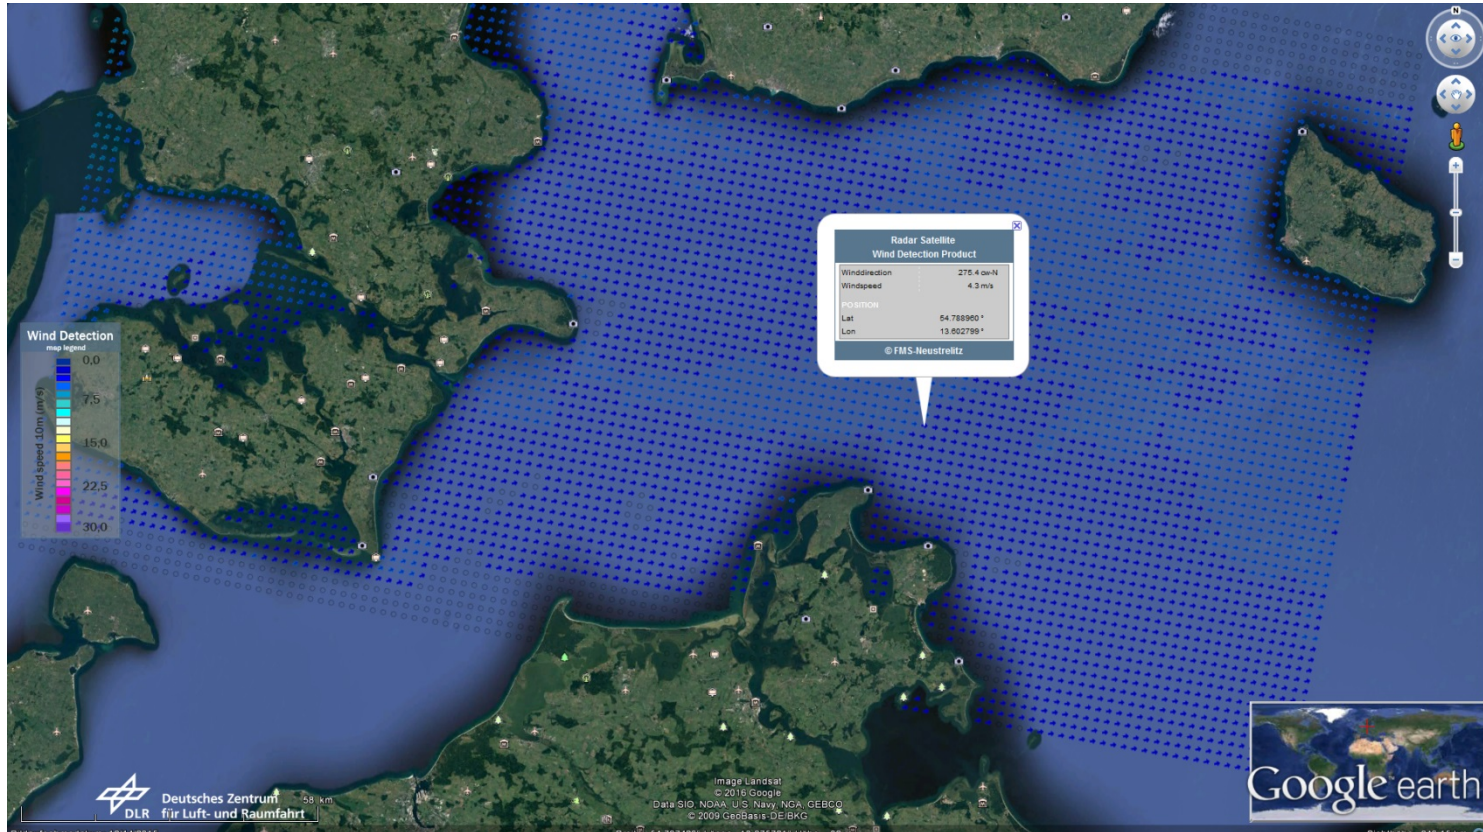 N
Radar Satellite
Wind Detection Product
Winddirection 275.4 cw-N
Windspeed 4.3 m/s
POSITION
Lat 54.788960 °
Lon 13.602799 °
© FMS-Neustrelitz
Wind Detection
map legend
Wind speed 10m (m/s)
0,0
7,5
15,0
22,5
30,0
Image Landsat
© 2016 Google
Data SIO, NOAA, U.S. Navy, NGA, GEBCO
© 2009 GeoBasis-DE/BKG
58 km
DLR
Deutsches Zentrum
für Luft- und Raumfahrt
Google earth